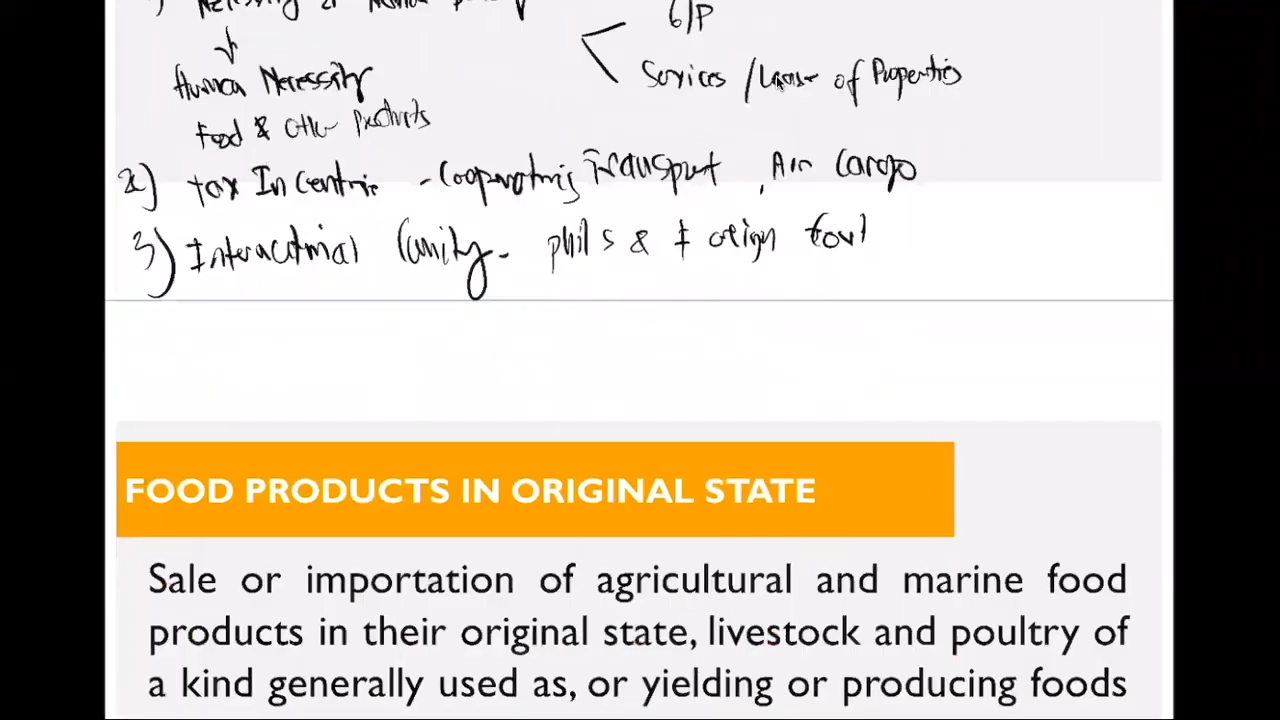 G/P
Human Necessity
Services / Lease of Properties
Food & Other Products
2) tax Incentive - Cooperatives Transport, Air Cargo
3) International Comity - phils & Foreign Govt
FOOD PRODUCTS IN ORIGINAL STATE
Sale or importation of agricultural and marine food
products in their original state, livestock and poultry of
a kind generally used as, or yielding or producing foods